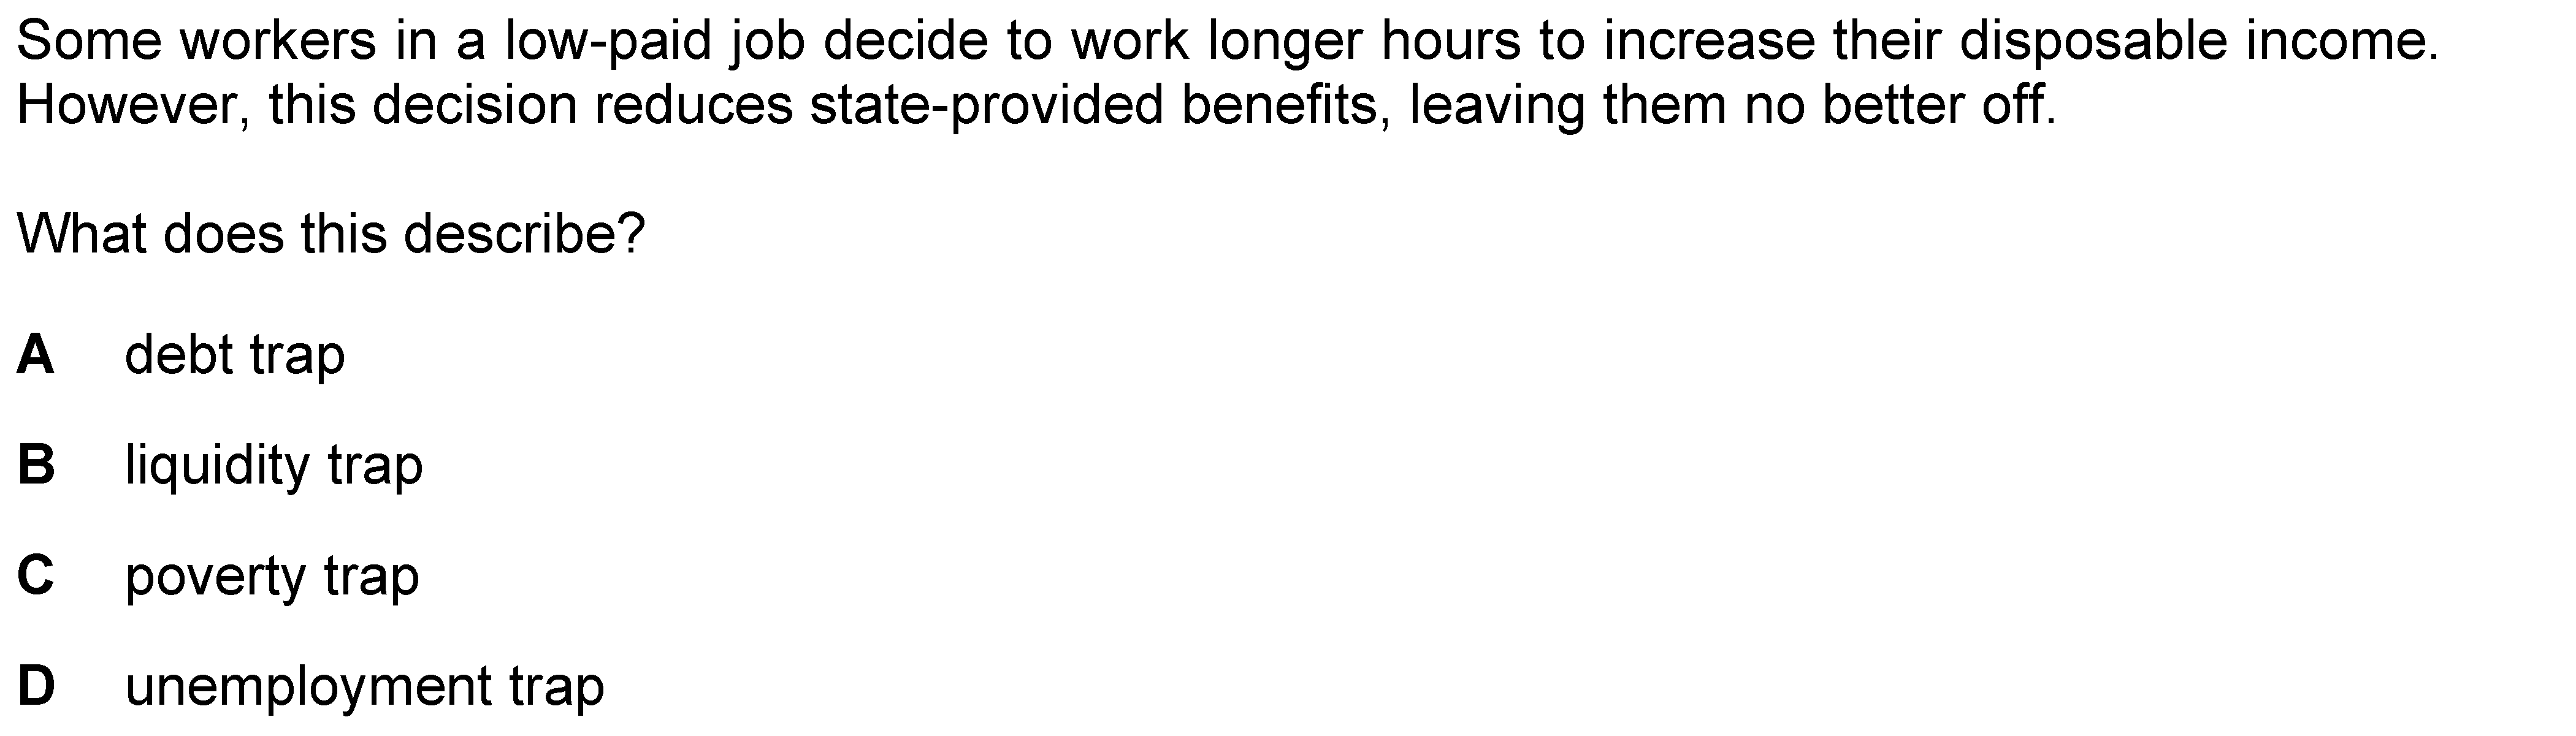 Some workers in a low-paid job decide to work longer hours to increase their disposable income.
However, this decision reduces state-provided benefits, leaving them no better off.
What does this describe?
A debt trap
B liquidity trap
C poverty trap
D unemployment trap